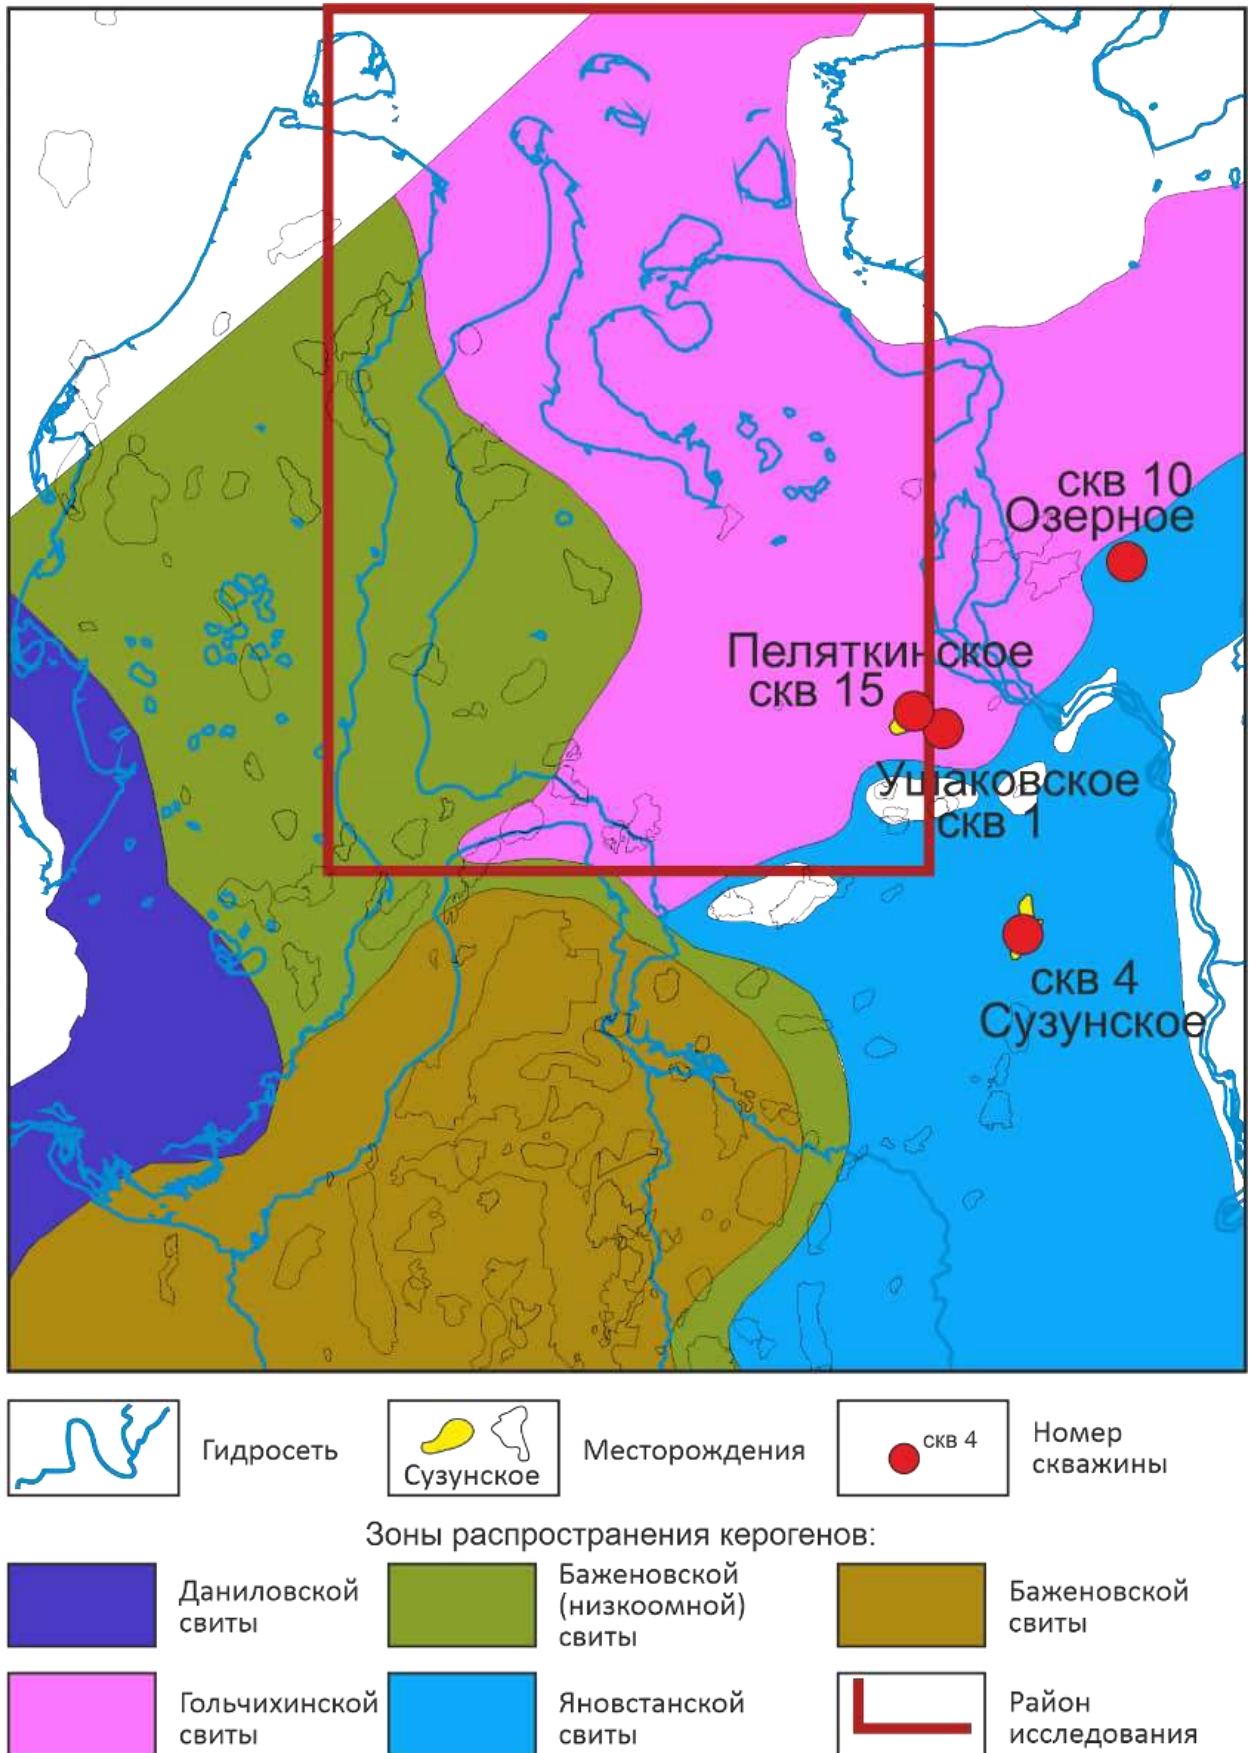 скв 10
Озерное
Пеляткинское
скв 15
Ушаковское
скв 1
скв 4
Сузунское
Гидросеть
Сузунское
Месторождения
скв 4
Номер
скважины
Зоны распространения керогенов:
Даниловской
свиты
Баженовской
(низкоомной)
свиты
Баженовской
свиты
Гольчихинской
свиты
Яновстанской
свиты
Район
исследования